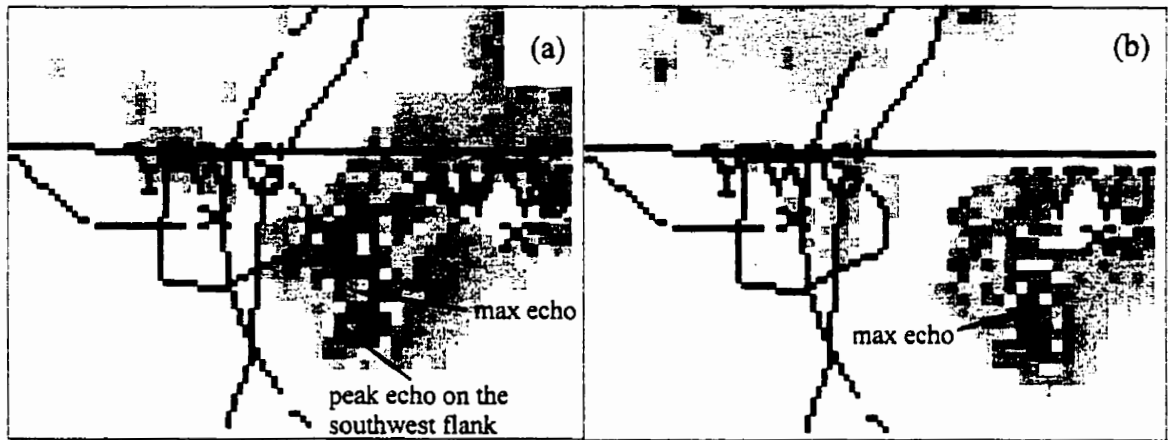 (a)
max echo
peak echo on the
southwest flank
(b)
max echo